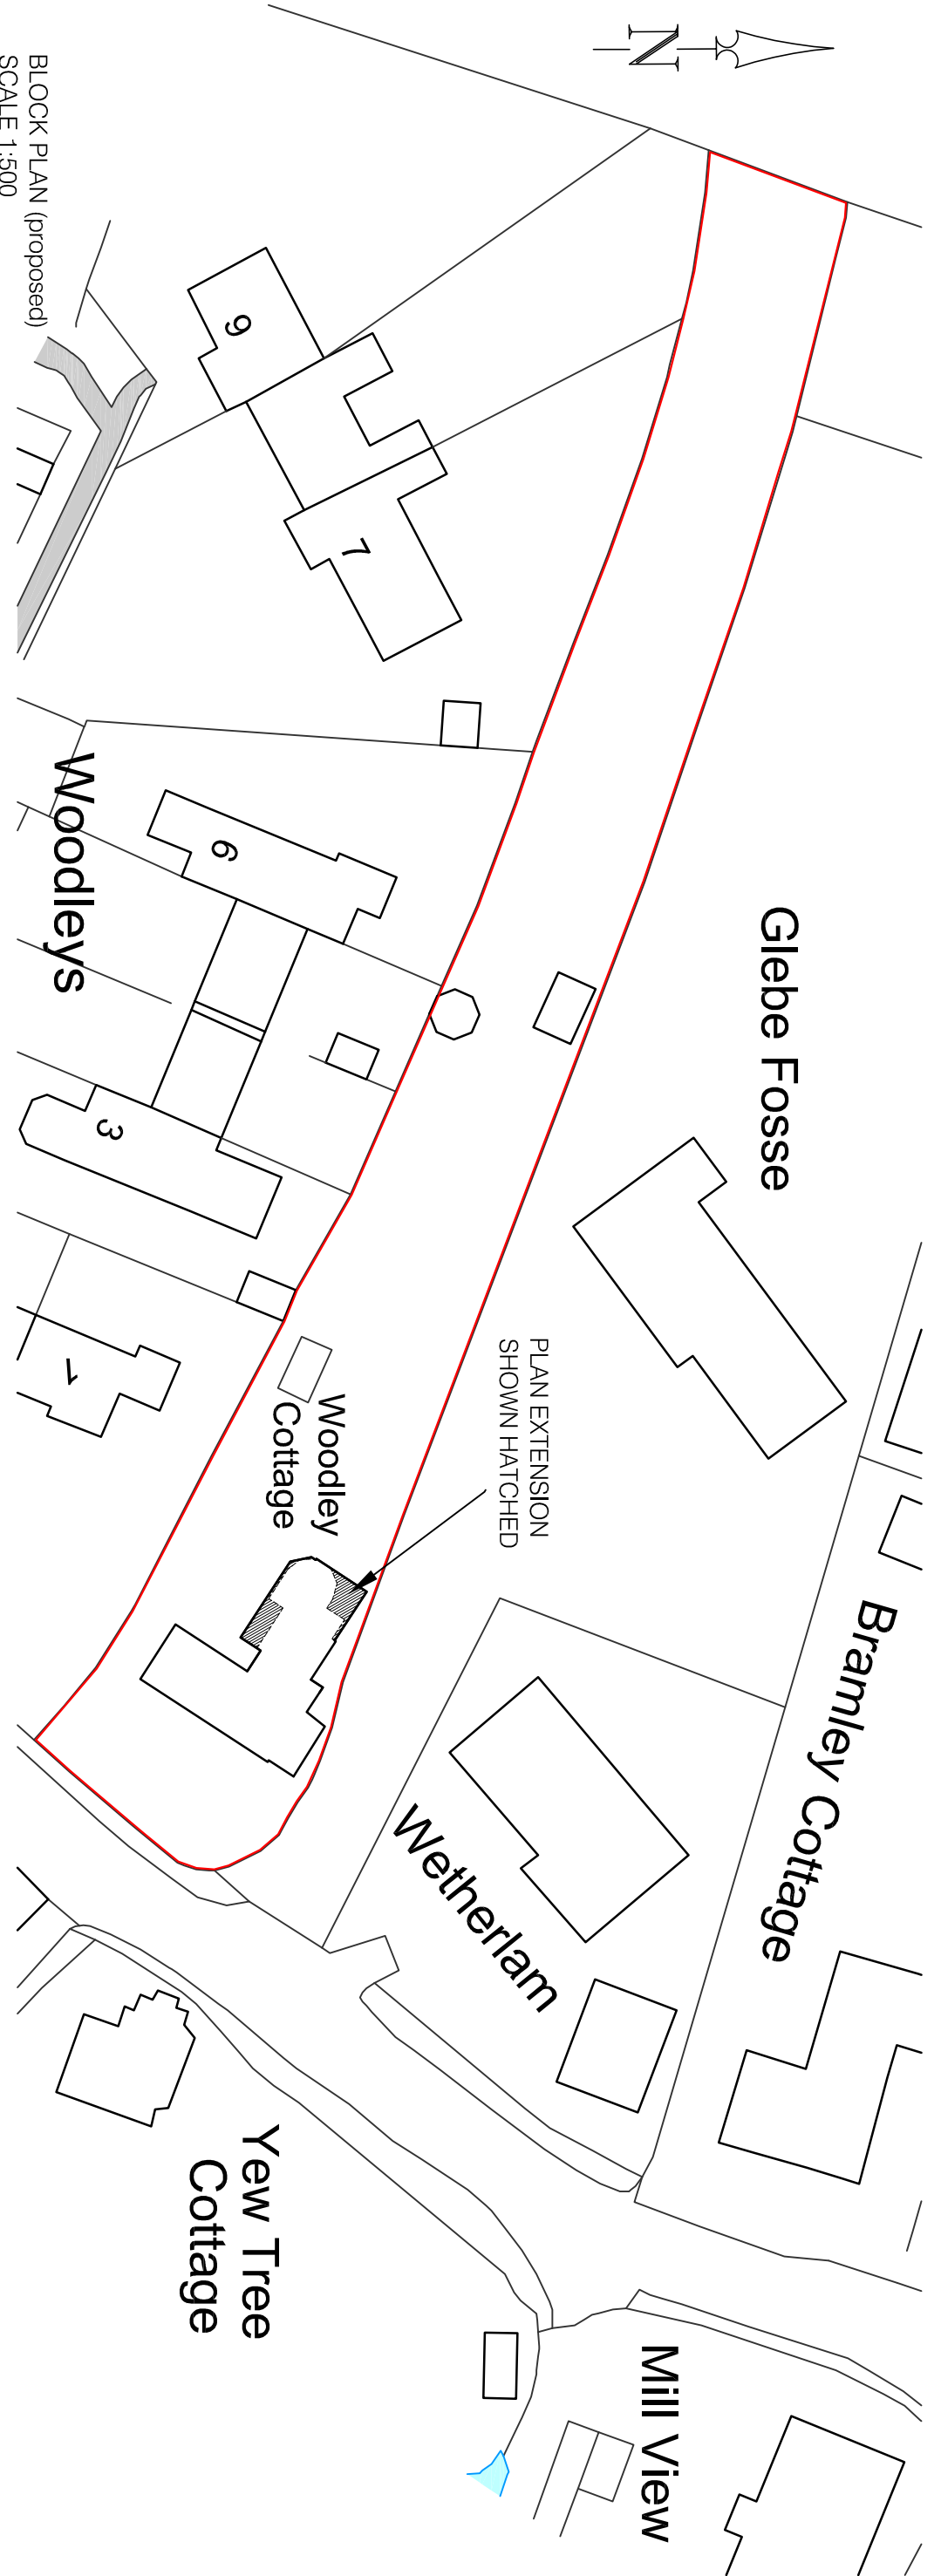 N
Glebe Fosse
Bramley Cottage
Mill View
PLAN EXTENSION
SHOWN HATCHED
Wetherlam
Woodley
Cottage
9
7
6
3
1
Woodleys
Yew Tree
Cottage
BLOCK PLAN (proposed)
SCALE 1:500